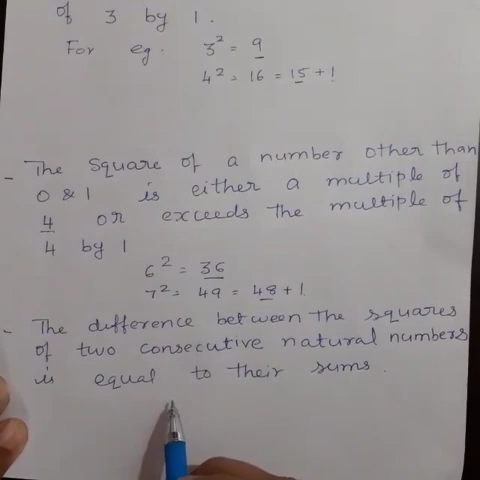 of 3 by 1.
For eg: 3² = 9
4² = 16 = 15 + 1
- The square of a number other than
0 & 1 is either a multiple of
4 or exceeds the multiple of
4 by 1
6² = 36
7² = 49 = 48 + 1.
- The difference between the squares
of two consecutive natural numbers
is equal to their sums.